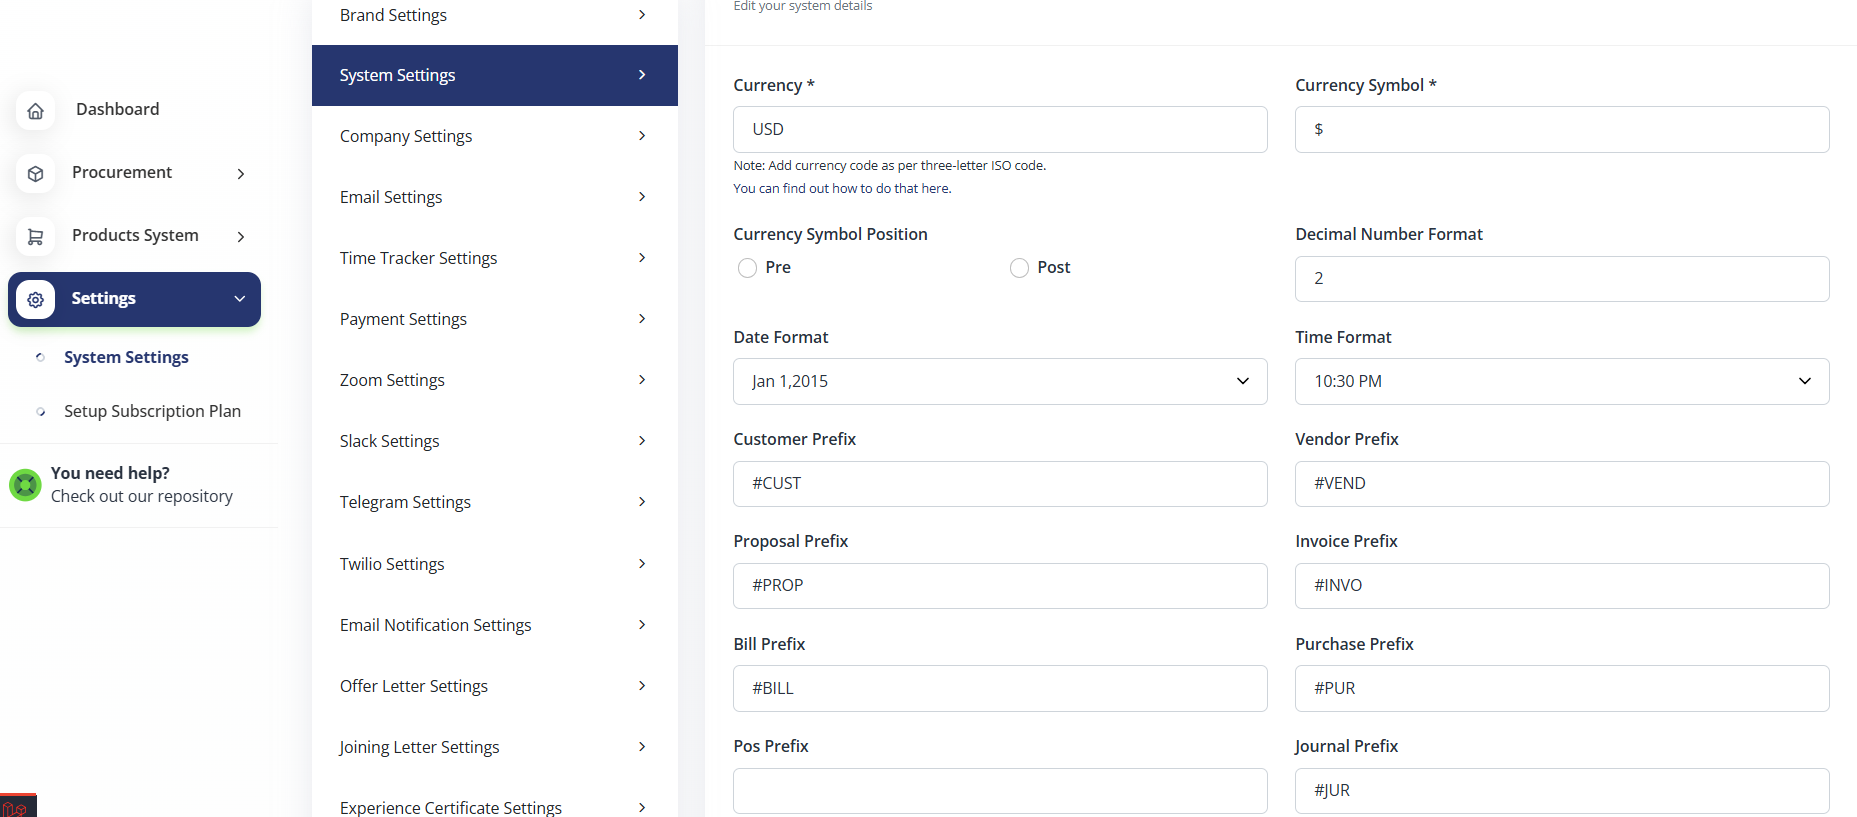 Dashboard
Procurement
Products System
Settings
System Settings
Setup Subscription Plan
You need help?
Check out our repository
Brand Settings
System Settings
Company Settings
Email Settings
Time Tracker Settings
Payment Settings
Zoom Settings
Slack Settings
Telegram Settings
Twilio Settings
Email Notification Settings
Offer Letter Settings
Joining Letter Settings
Experience Certificate Settings
Edit your system details
Currency *
USD
Note: Add currency code as per three-letter ISO code.
You can find out how to do that here.
Currency Symbol *
$
Currency Symbol Position
Pre
Post
Decimal Number Format
2
Date Format
Jan 1,2015
Time Format
10:30 PM
Customer Prefix
#CUST
Vendor Prefix
#VEND
Proposal Prefix
#PROP
Invoice Prefix
#INVO
Bill Prefix
#BILL
Purchase Prefix
#PUR
Pos Prefix
Journal Prefix
#JUR